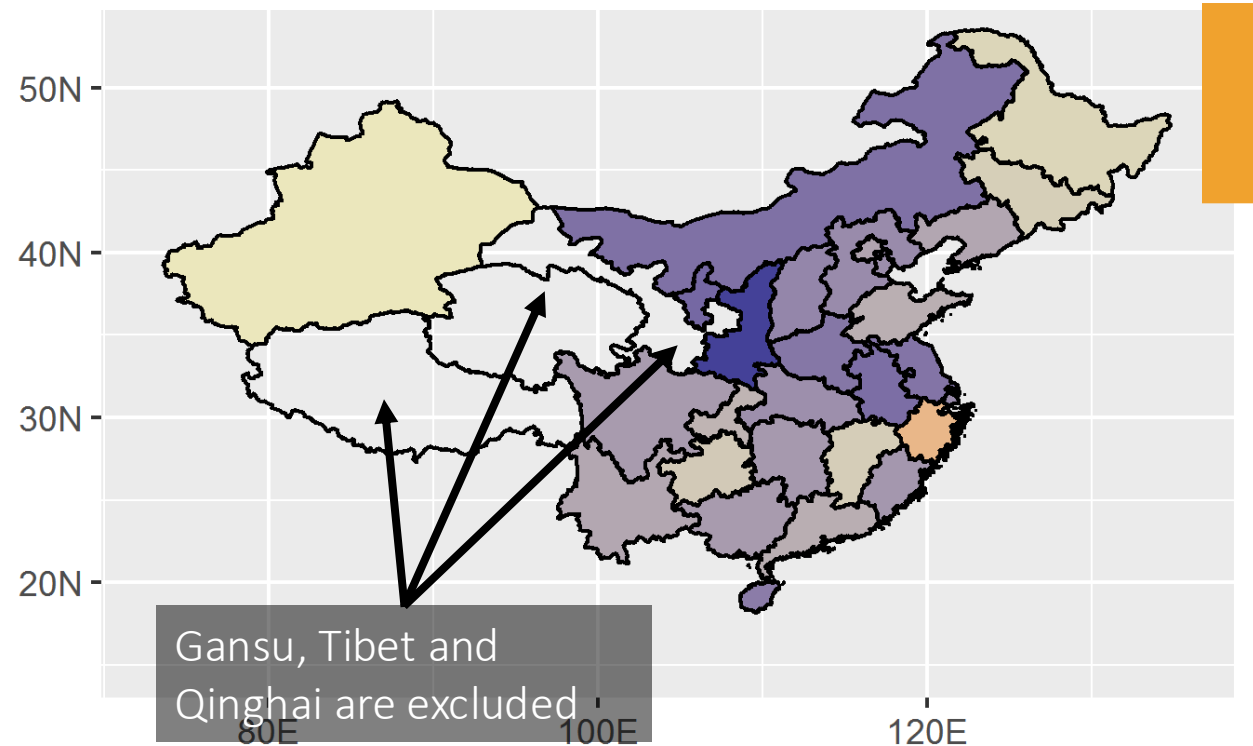 50N
40N
30N
20N
Gansu, Tibet and
Qinghai are excluded
80E
100E
120E